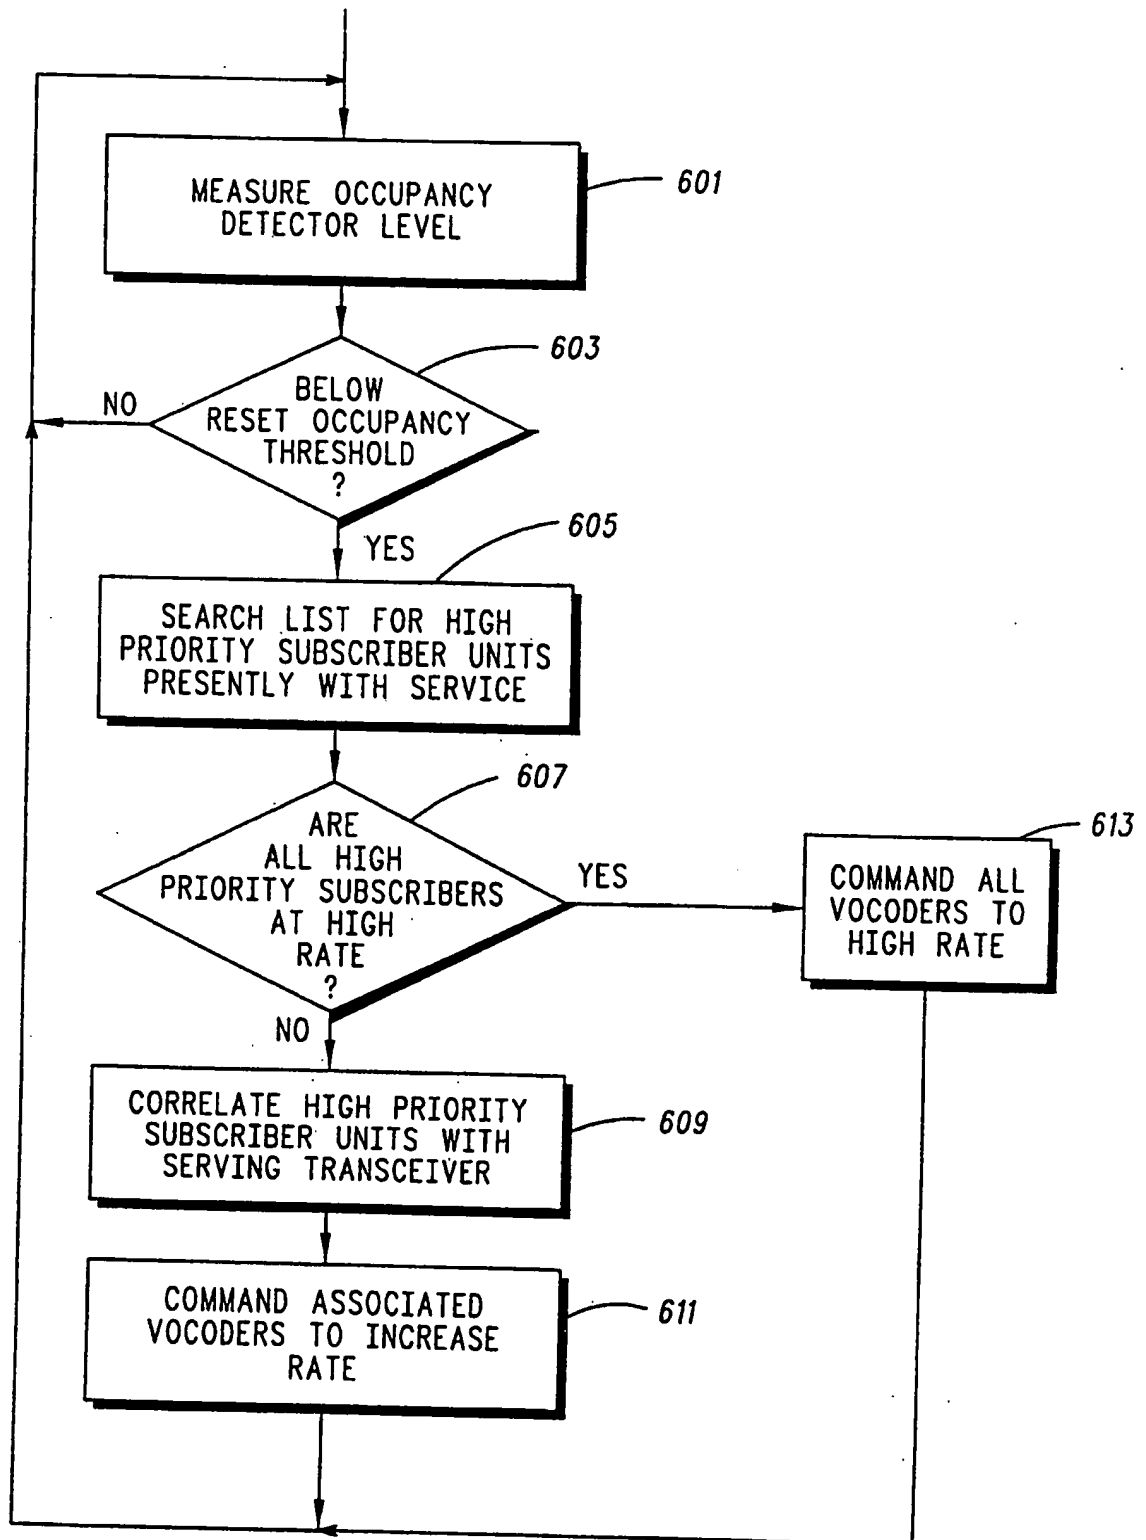 MEASURE OCCUPANCY
DETECTOR LEVEL
601
603
BELOW
RESET OCCUPANCY
THRESHOLD
?
NO
YES
605
SEARCH LIST FOR HIGH
PRIORITY SUBSCRIBER UNITS
PRESENTLY WITH SERVICE
607
ARE
ALL HIGH
PRIORITY SUBSCRIBERS
AT HIGH
RATE
?
YES
NO
613
COMMAND ALL
VOCODERS TO
HIGH RATE
CORRELATE HIGH PRIORITY
SUBSCRIBER UNITS WITH
SERVING TRANSCEIVER
609
COMMAND ASSOCIATED
VOCODERS TO INCREASE
RATE
611